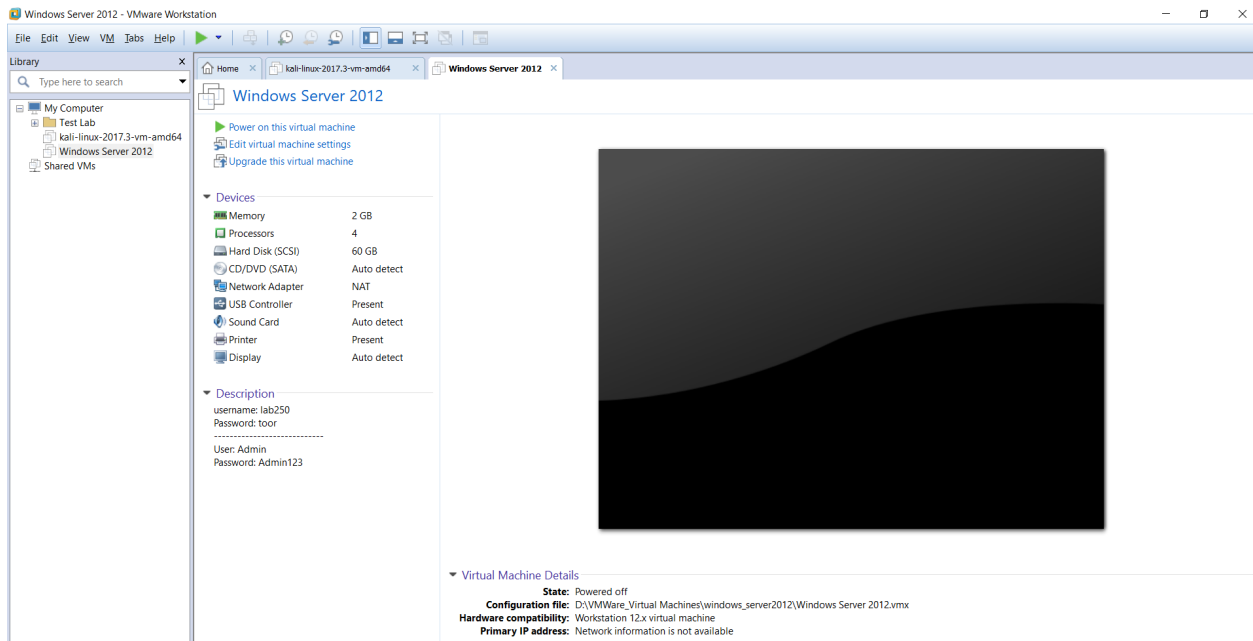 Windows Server 2012 - VMware Workstation
File Edit View VM Tabs Help
Library X
Home × kali-linux-2017.3-vm-amd64 × Windows Server 2012 ×
Type here to search
Windows Server 2012
My Computer
Test Lab
kali-linux-2017.3-vm-amd64
Windows Server 2012
Shared VMs
Power on this virtual machine
Edit virtual machine settings
Upgrade this virtual machine
Devices
Memory 2 GB
Processors 4
Hard Disk (SCSI) 60 GB
CD/DVD (SATA) Auto detect
Network Adapter NAT
USB Controller Present
Sound Card Auto detect
Printer Present
Display Auto detect
Description
username: lab250
Password: toor
----------------------------
User: Admin
Password: Admin123
Virtual Machine Details
State: Powered off
Configuration file: D:\VMWare_Virtual Machines\windows_server2012\Windows Server 2012.vmx
Hardware compatibility: Workstation 12.x virtual machine
Primary IP address: Network information is not available